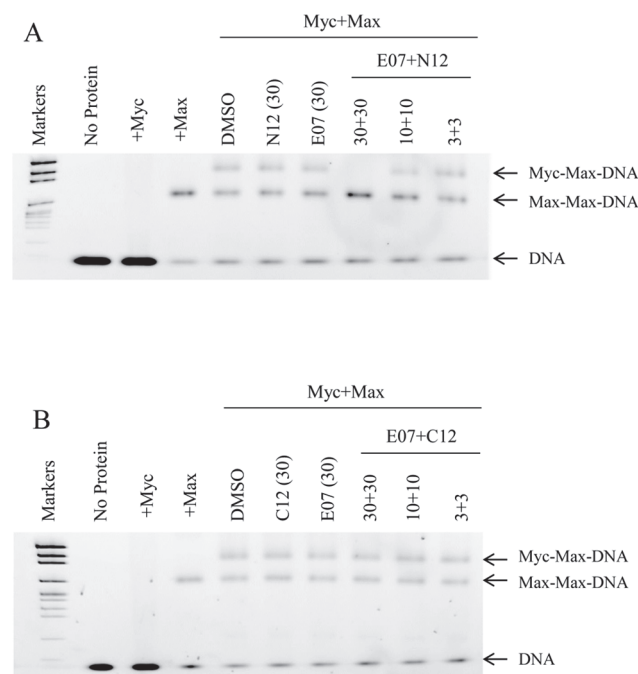 A
Myc+Max
E07+N12
Markers
No Protein
+Myc
+Max
DMSO
N12 (30)
E07 (30)
30+30
10+10
3+3
Myc-Max-DNA
Max-Max-DNA
DNA
B
Myc+Max
E07+C12
Markers
No Protein
+Myc
+Max
DMSO
C12 (30)
E07 (30)
30+30
10+10
3+3
Myc-Max-DNA
Max-Max-DNA
DNA